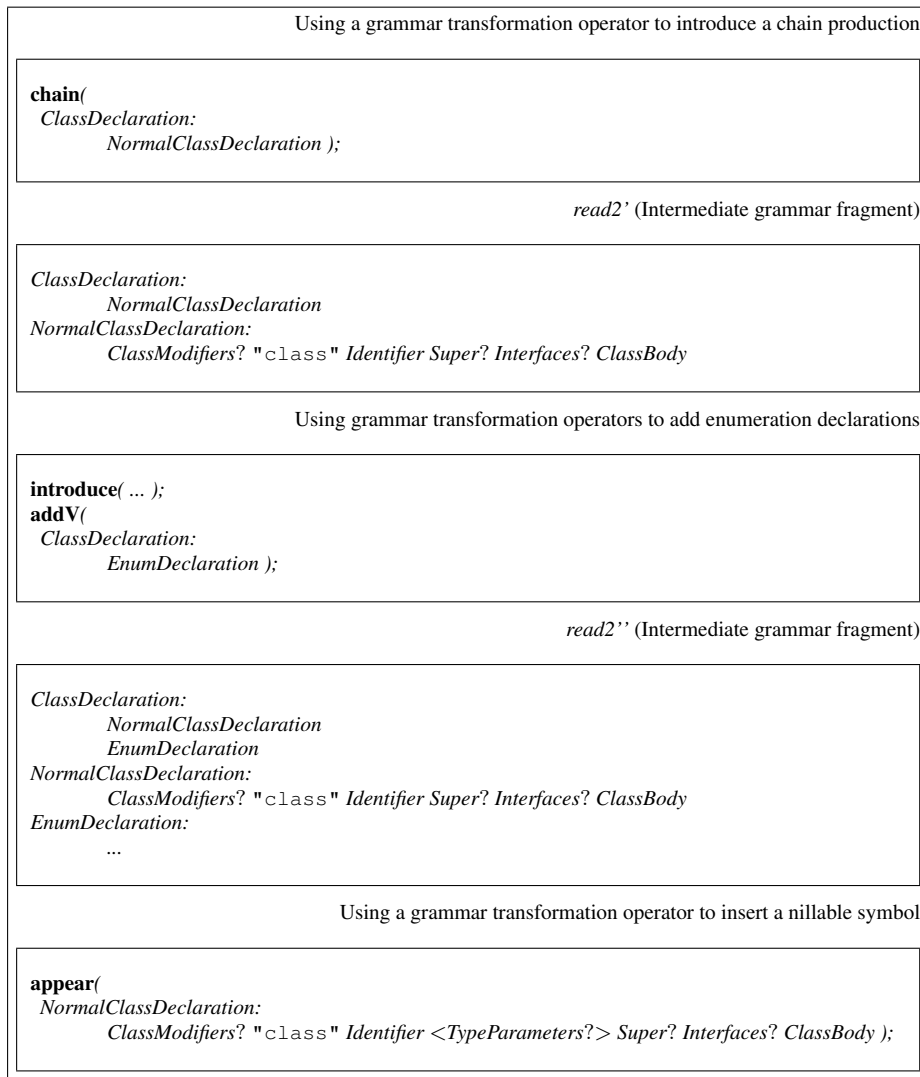 Using a grammar transformation operator to introduce a chain production
chain(
ClassDeclaration:
NormalClassDeclaration );
read2' (Intermediate grammar fragment)
ClassDeclaration:
NormalClassDeclaration
NormalClassDeclaration:
ClassModifiers? "class" Identifier Super? Interfaces? ClassBody
Using grammar transformation operators to add enumeration declarations
introduce( ... );
addV(
ClassDeclaration:
EnumDeclaration );
read2'' (Intermediate grammar fragment)
ClassDeclaration:
NormalClassDeclaration
EnumDeclaration
NormalClassDeclaration:
ClassModifiers? "class" Identifier Super? Interfaces? ClassBody
EnumDeclaration:
...
Using a grammar transformation operator to insert a nillable symbol
appear(
NormalClassDeclaration:
ClassModifiers? "class" Identifier <TypeParameters?> Super? Interfaces? ClassBody );